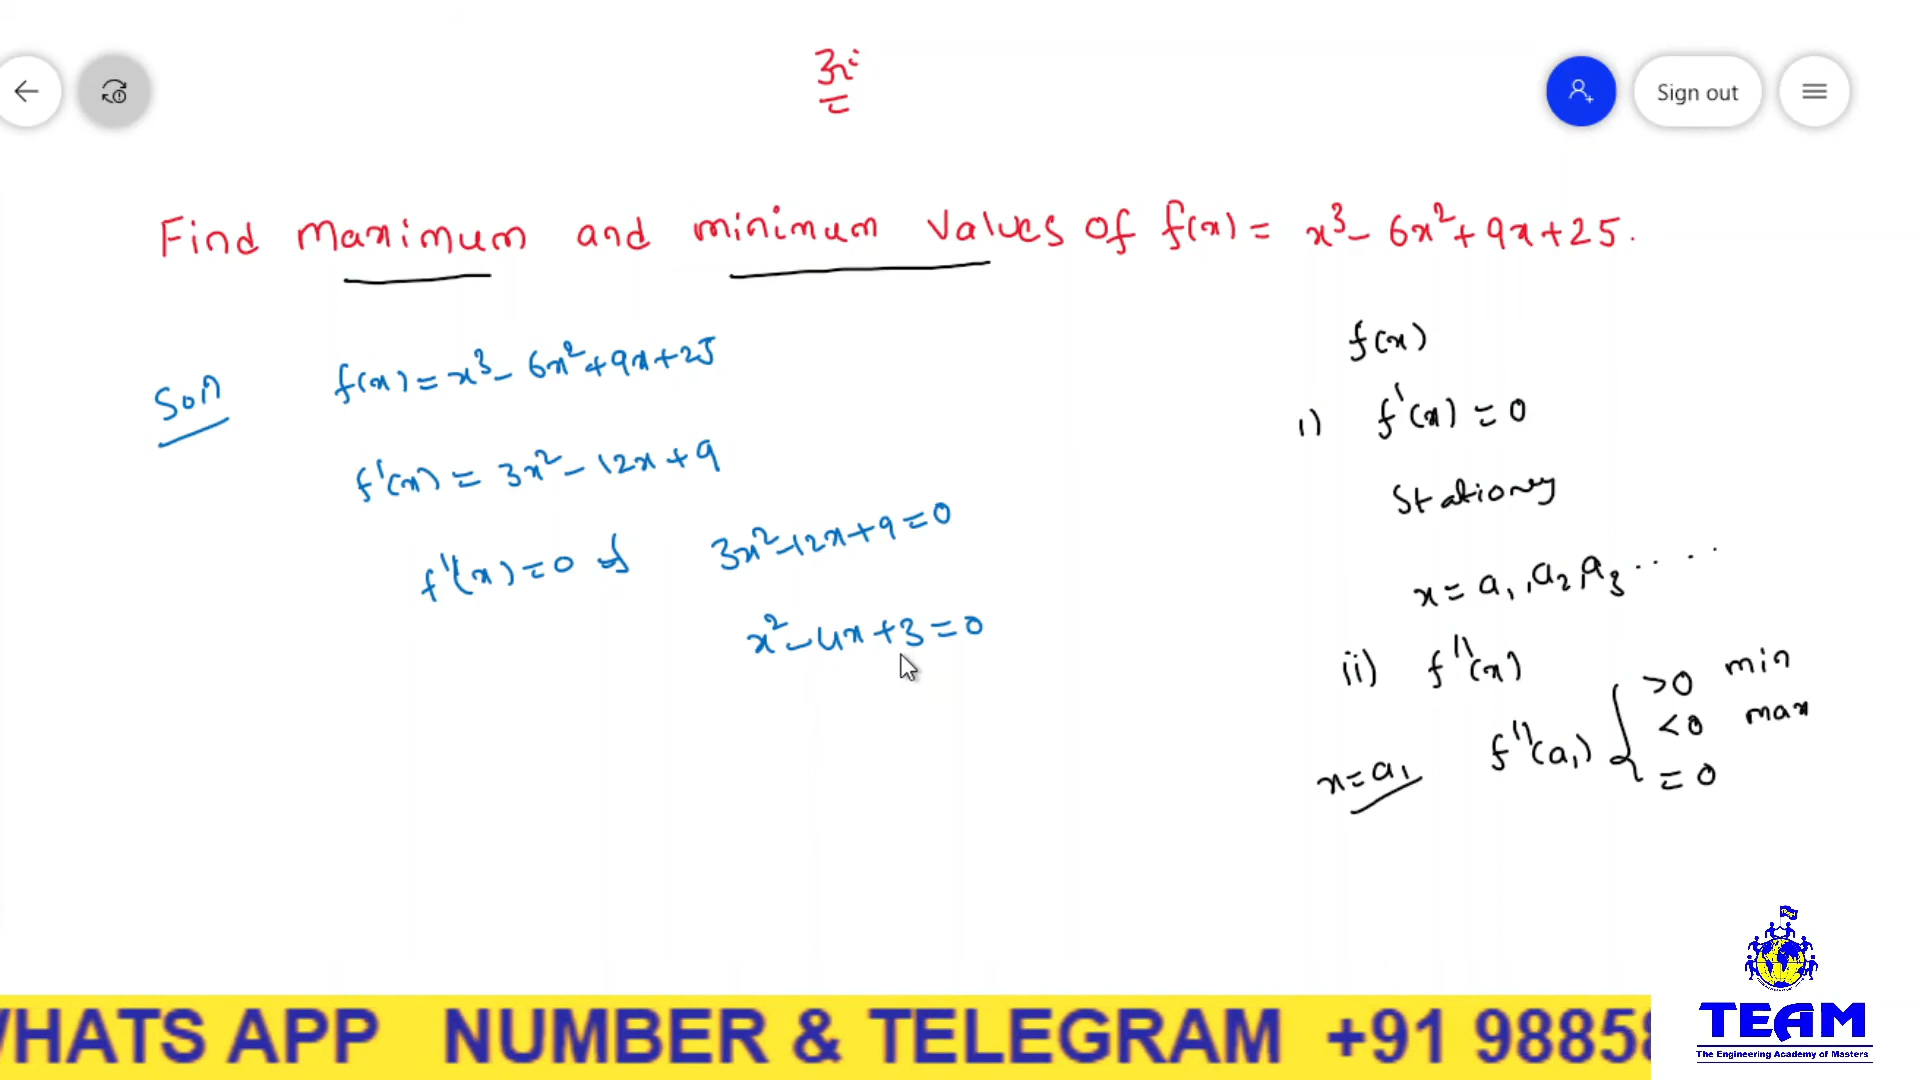 Sign out
Find maximum and minimum values of f(x) = x³ - 6x² + 9x + 25.
Soln
f(x) = x³ - 6x² + 9x + 25
f'(x) = 3x² - 12x + 9
f''(x) = 0 if 3x² - 12x + 9 = 0
x² - 4x + 3 = 0
f(x)
i) f'(x) = 0
Stationary
x = a₁, a₂, a₃ ......
ii) f''(x)
x = a₁ f''(a₁) { >0 min
<0 max
= 0
WHATS APP NUMBER & TELEGRAM +91 9885
TEAM
The Engineering Academy of Masters